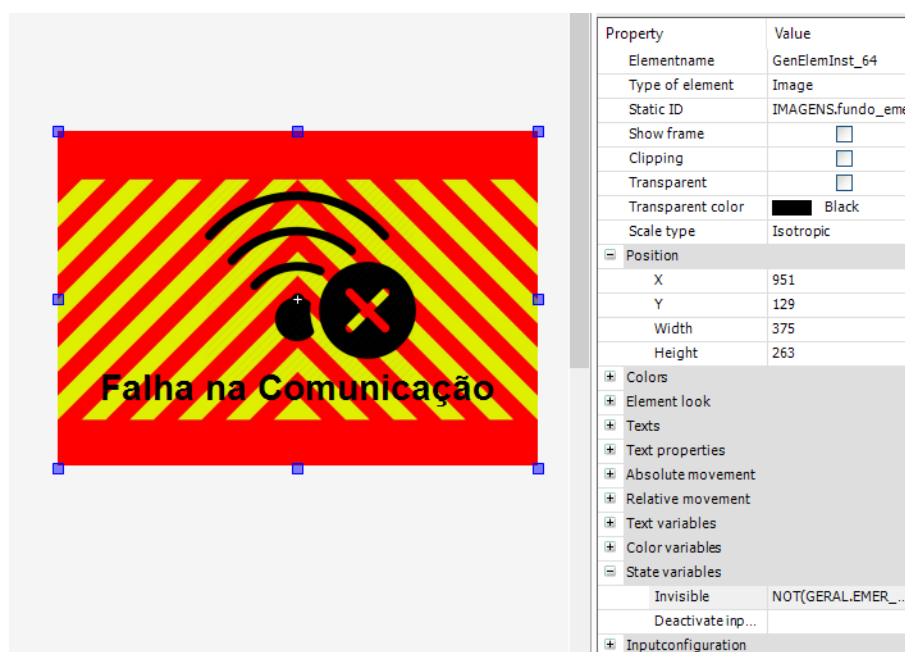 Property Value
Elementname GenElemInst_64
Type of element Image
Static ID IMAGENS.fundo_eme
Show frame
Clipping
Transparent
Transparent color Black
Scale type Isotropic
Position
X 951
Y 129
Width 375
Height 263
Colors
Element look
Texts
Text properties
Absolute movement
Relative movement
Text variables
Color variables
State variables
Invisible NOT(GERAL.EMER_...
Deactivate inp...
Inputconfiguration
Falha na Comunicação